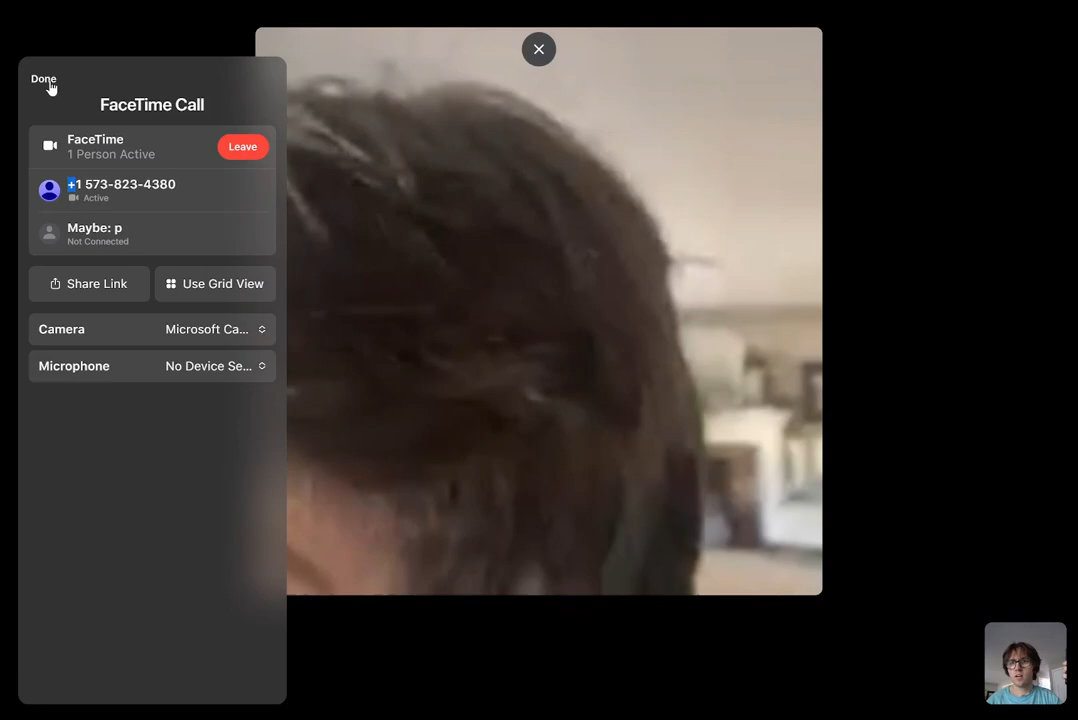 Done
FaceTime Call
FaceTime
1 Person Active
Leave
+1 573-823-4380
Active
Maybe: p
Not Connected
Share Link
Use Grid View
Camera
Microsoft Ca...
Microphone
No Device Se...